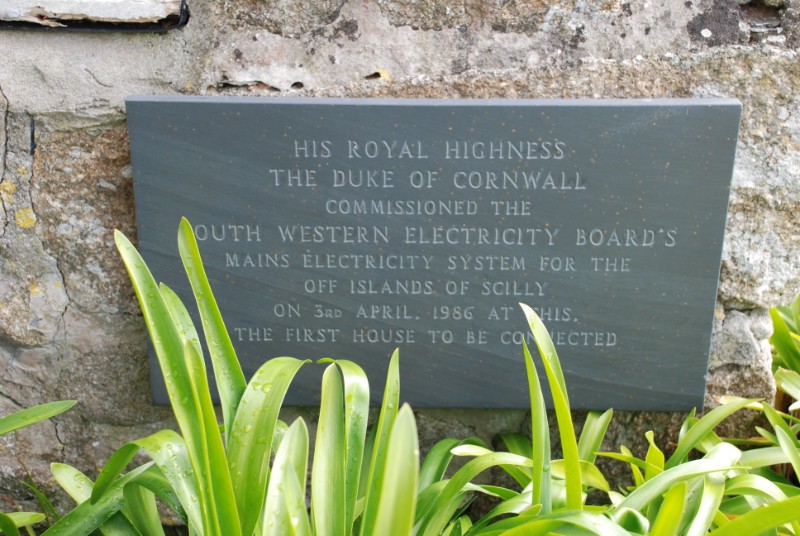 HIS ROYAL HIGHNESS
THE DUKE OF CORNWALL
COMMISSIONED THE
SOUTH WESTERN ELECTRICITY BOARD'S
MAINS ELECTRICITY SYSTEM FOR THE
OFF ISLANDS OF SCILLY
ON 3RD APRIL. 1986 AT THIS.
THE FIRST HOUSE TO BE CONNECTED